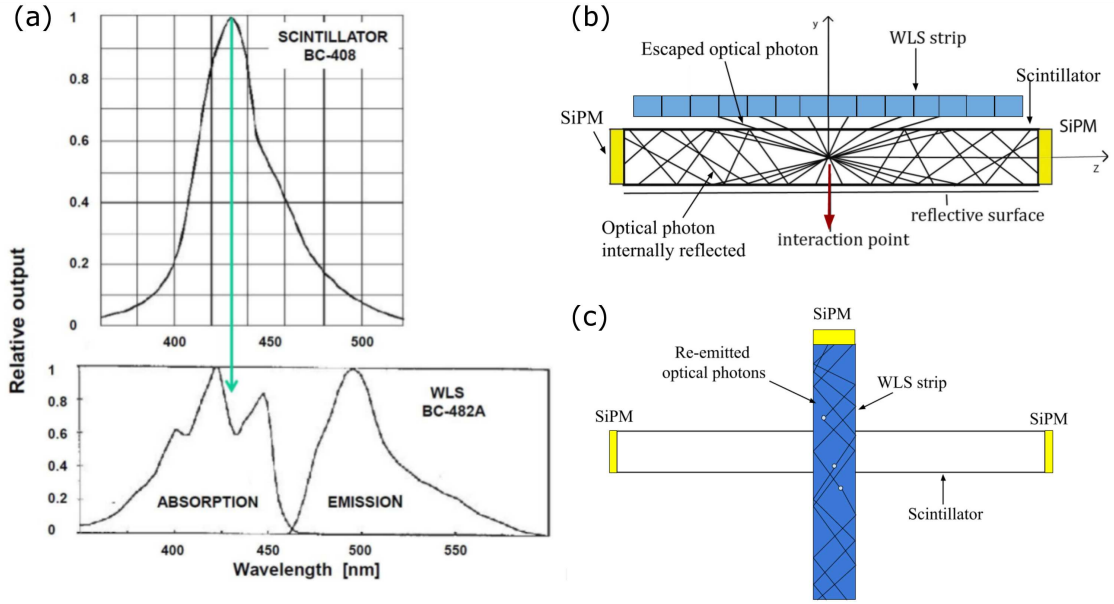 (a)
SCINTILLATOR
BC-408
1
0.8
0.6
0.4
0.2
0
400
450
500
Relative output
1
0.8
0.6
0.4
0.2
0
WLS
BC-482A
ABSORPTION
EMISSION
400
450
500
550
Wavelength [nm]
(b)
y
Escaped optical photon
WLS strip
Scintillator
SiPM
SiPM
z
Optical photon
internally reflected
reflective surface
interaction point
(c)
SiPM
Re-emitted
optical photons
WLS strip
SiPM
SiPM
Scintillator